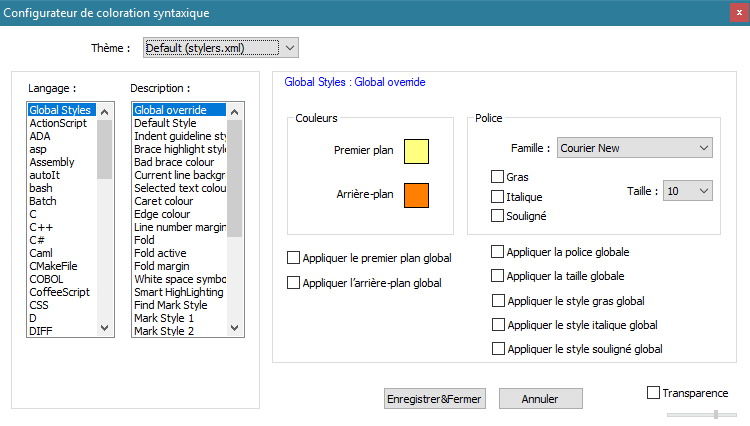 Configurateur de coloration syntaxique
x
Thème :
Default (stylers.xml)
Langage :
Description :
Global Styles
ActionScript
ADA
asp
Assembly
autoIt
bash
Batch
C
C++
C#
Caml
CMakeFile
COBOL
CoffeeScript
CSS
D
DIFF
Global override
Default Style
Indent guideline sty
Brace highlight style
Bad brace colour
Current line backgr
Selected text colou
Caret colour
Edge colour
Line number margin
Fold
Fold active
Fold margin
White space symbo
Smart HighLighting
Find Mark Style
Mark Style 1
Mark Style 2
Global Styles : Global override
Couleurs
Premier plan
Arrière-plan
Police
Famille :
Courier New
Gras
Italique
Souligné
Taille :
10
Appliquer le premier plan global
Appliquer l'arrière-plan global
Appliquer la police globale
Appliquer la taille globale
Appliquer le style gras global
Appliquer le style italique global
Appliquer le style souligné global
Enregistrer&Fermer
Annuler
Transparence